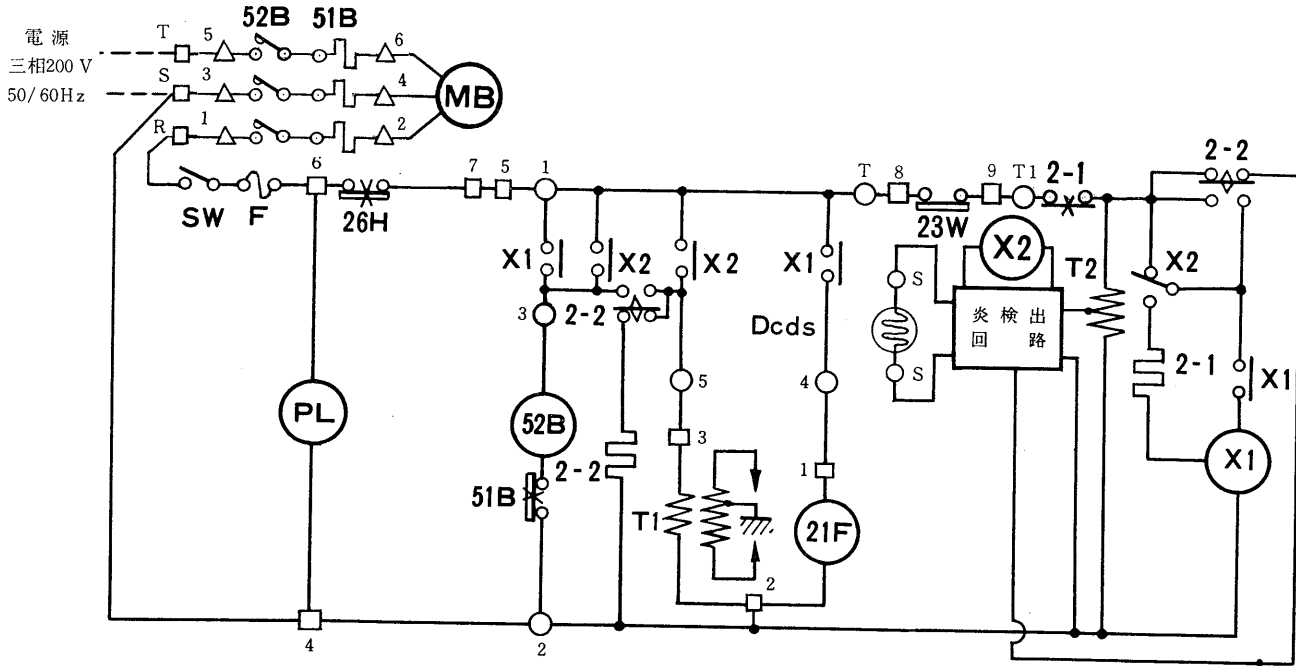 52B 51B
電源
三相200 V
50/60Hz
T 5 6
S 3 4
MB
R 1 2
SW F 6 26H 7 5 1
T 8 23W 9 T1 2-1 2-2
X1 X2 X2 X1
X2 T2 X2
3 2-2
S
炎検出
回路
S
Dcds
5 4
2-1 X1
PL
52B
3
2-2
1
X1
51B
T1
21F
2
4 2